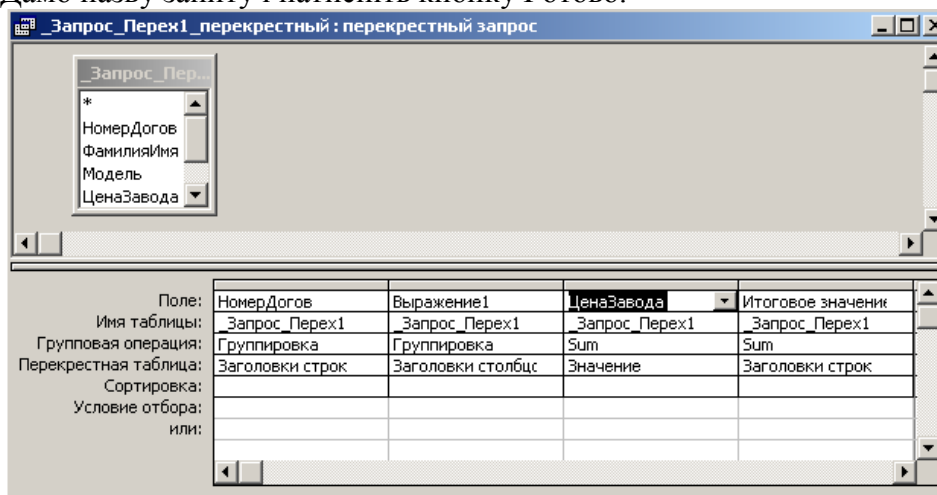 Дамо назву запиту і натисніть кнопку Готово.
_Запрос_Перех1_перекрестный : перекрестный запрос
_Запрос_Пер...
*
НомерДогов
ФамилияИмя
Модель
ЦенаЗавода
Поле: НомерДогов Выражение1 ЦенаЗавода Итоговое значение
Имя таблицы: _Запрос_Перех1 _Запрос_Перех1 _Запрос_Перех1 _Запрос_Перех1
Групповая операция: Группировка Группировка Sum Sum
Перекрестная таблица: Заголовки строк Заголовки столбцс Значение Заголовки строк
Сортировка:
Условие отбора:
или: